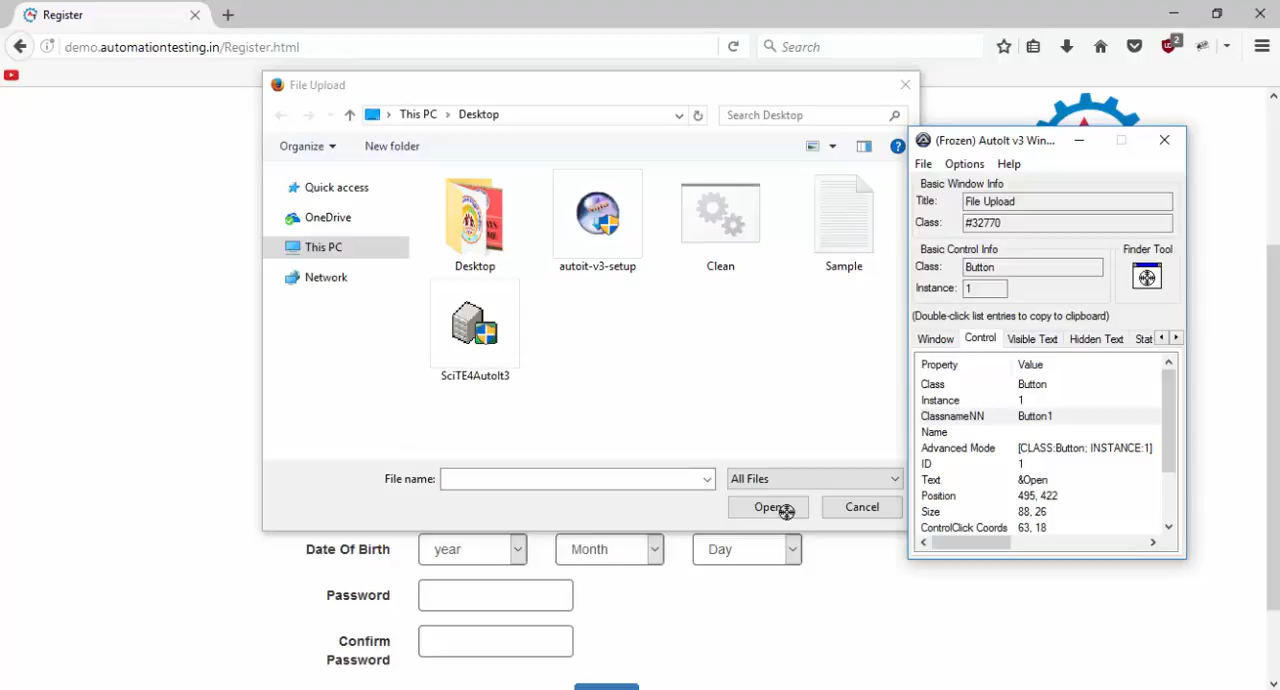 Register
demo.automationtesting.in/Register.html
Search
2
File Upload
This PC
Desktop
Search Desktop
Organize
New folder
?
Quick access
OneDrive
This PC
Network
Desktop
autoit-v3-setup
Clean
Sample
SciTE4AutoIt3
File name:
All Files
Open
Cancel
(Frozen) AutoIt v3 Win...
File Options Help
Basic Window Info
Title: File Upload
Class: #32770
Basic Control Info
Finder Tool
Class: Button
Instance: 1
(Double-click list entries to copy to clipboard)
Window Control Visible Text Hidden Text Stat
Property Value
Class Button
Instance 1
ClassnameNN Button1
Name
Advanced Mode [CLASS:Button; INSTANCE:1]
ID 1
Text &Open
Position 495, 422
Size 88, 26
ControlClick Coords 63, 18
Date Of Birth year Month Day
Password
Confirm
Password